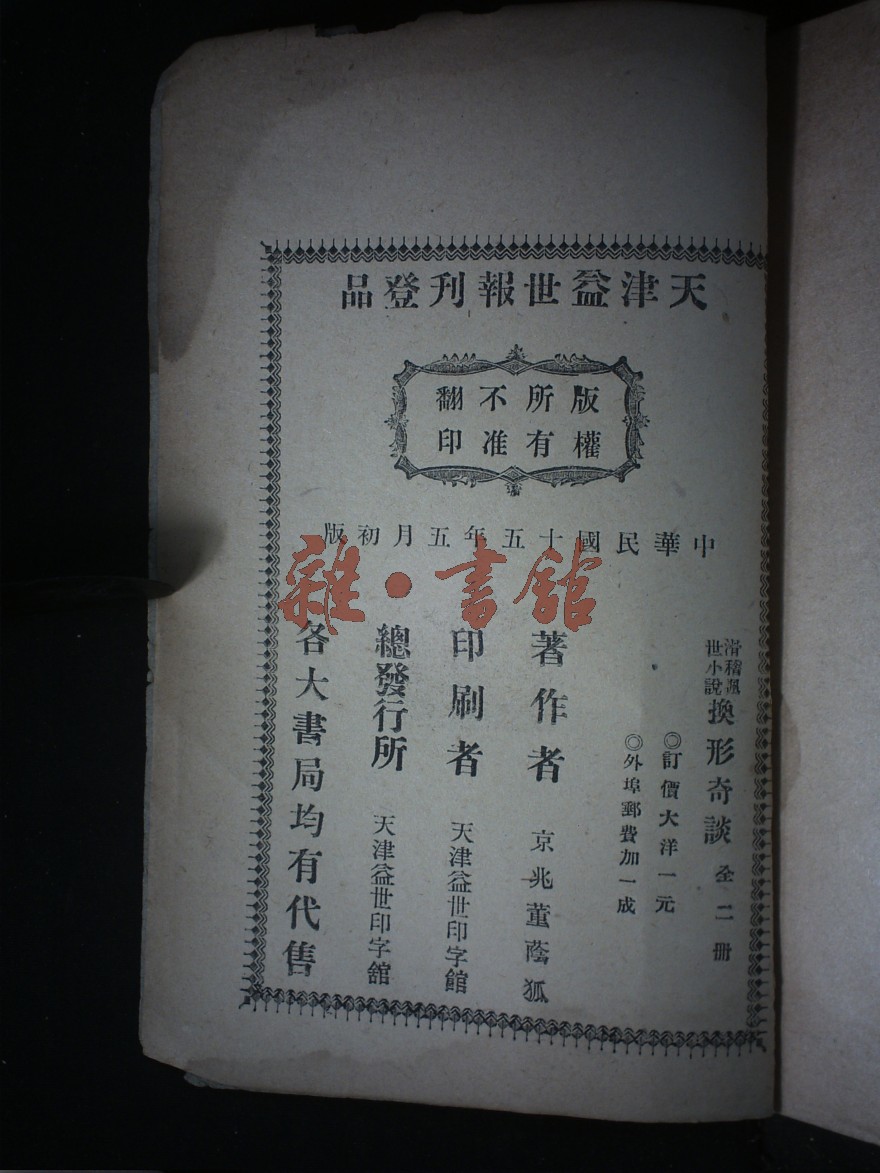 天津益世報刊登品
版權所有不准翻印
中華民國十五年五月初版
滑稽諷世小說
換形奇談 全二冊
◎訂價大洋一元
◎外埠郵費加一成
著作者 京兆董蔭狐
印刷者 天津益世印字館
總發行所 天津益世印字館
各大書局均有代售
雜·書館